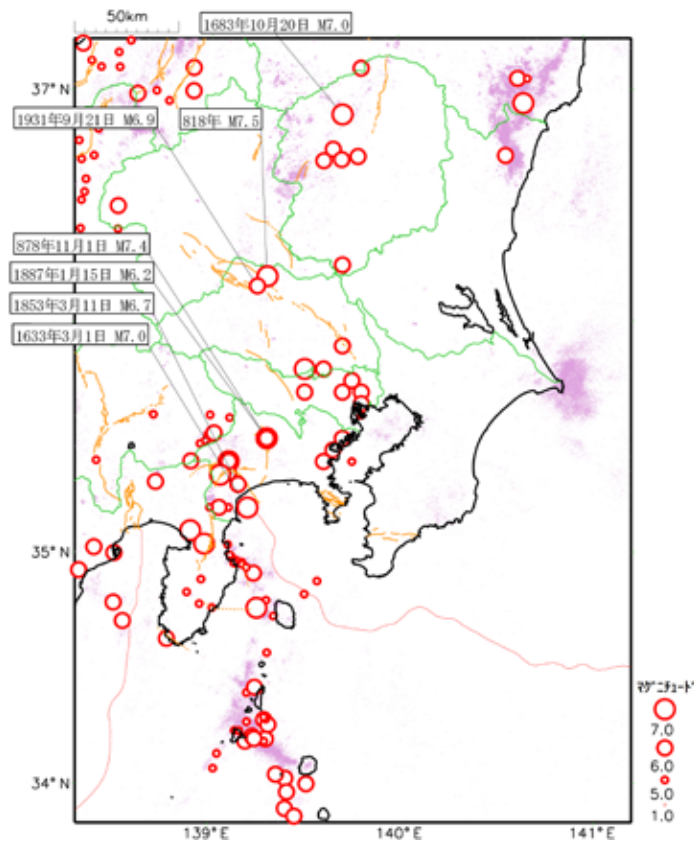 50km
1683年10月20日 M7.0
37°N
1931年9月21日 M6.9
818年 M7.5
878年11月1日 M7.4
1887年1月15日 M6.2
1853年3月11日 M6.7
1633年3月1日 M7.0
35°N
マグニチュード
7.0
6.0
5.0
1.0
34°N
139°E
140°E
141°E